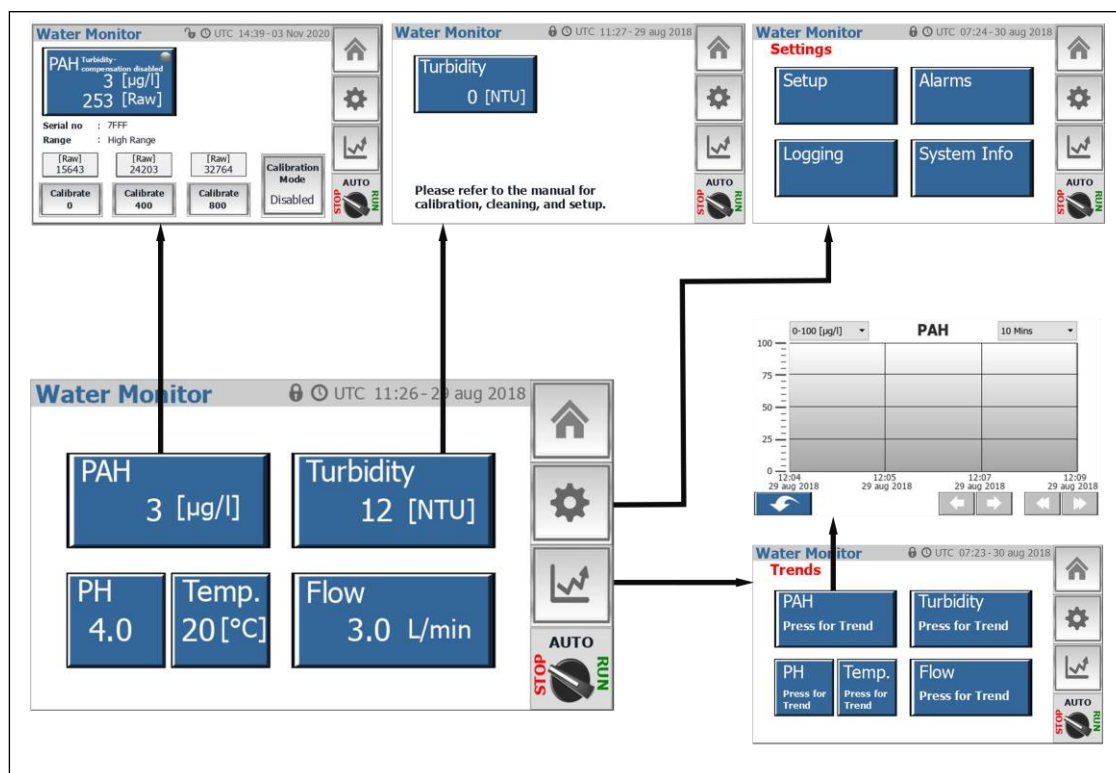 Water Monitor UTC 14:39-03 Nov 2020
PAH Turbidity-
compensation disabled
3 [µg/l]
253 [Raw]
Serial no : 7FFF
Range : High Range
[Raw] [Raw] [Raw]
15643 24203 32764
Calibrate Calibrate Calibrate
0 400 800
Calibration
Mode
Disabled
AUTO
STOP
RUN
Water Monitor UTC 11:27-29 aug 2018
Turbidity
0 [NTU]
Please refer to the manual for
calibration, cleaning, and setup.
AUTO
STOP
RUN
Water Monitor UTC 07:24-30 aug 2018
Settings
Setup Alarms
Logging System Info
AUTO
STOP
RUN
Water Monitor UTC 11:26-29 aug 2018
PAH
3 [µg/l]
Turbidity
12 [NTU]
PH
4.0
Temp.
20 [°C]
Flow
3.0 L/min
AUTO
STOP
RUN
0-100 [µg/l] PAH 10 Mins
100
75
50
25
0
12:04 12:05 12:07 12:09
29 aug 2018 29 aug 2018 29 aug 2018 29 aug 2018
Water Monitor UTC 07:23-30 aug 2018
Trends
PAH
Press for Trend
Turbidity
Press for Trend
PH
Press for
Trend
Temp.
Press for
Trend
Flow
Press for Trend
AUTO
STOP
RUN